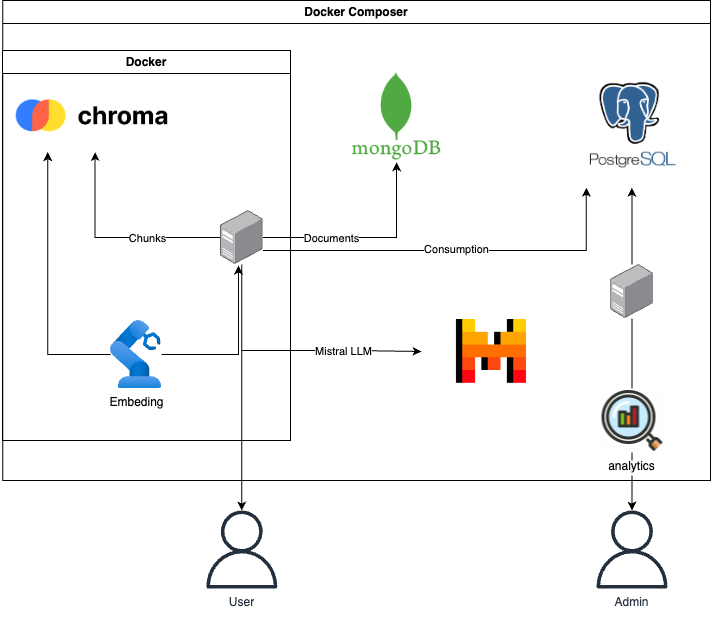 Docker Composer
Docker
chroma
mongoDB
PostgreSQL
Chunks
Documents
Consumption
Mistral LLM
Embeding
analytics
User
Admin